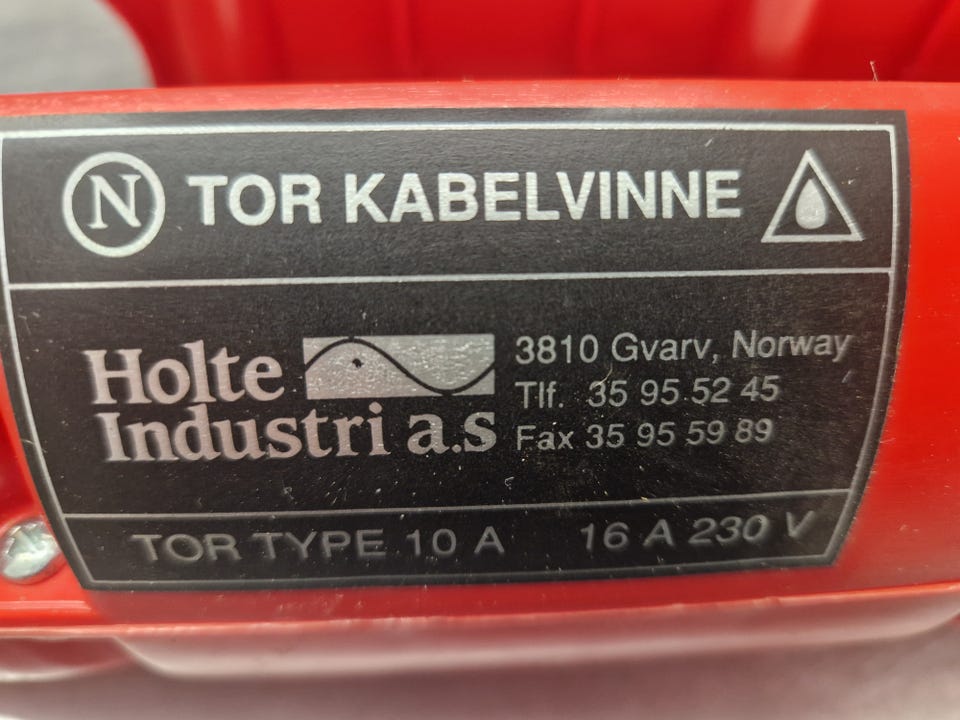 N TOR KABELVINNE
Holte
Industri a.s
3810 Gvarv, Norway
Tlf. 35 95 52 45
Fax 35 95 59 89
TOR TYPE 10 A 16 A 230 V